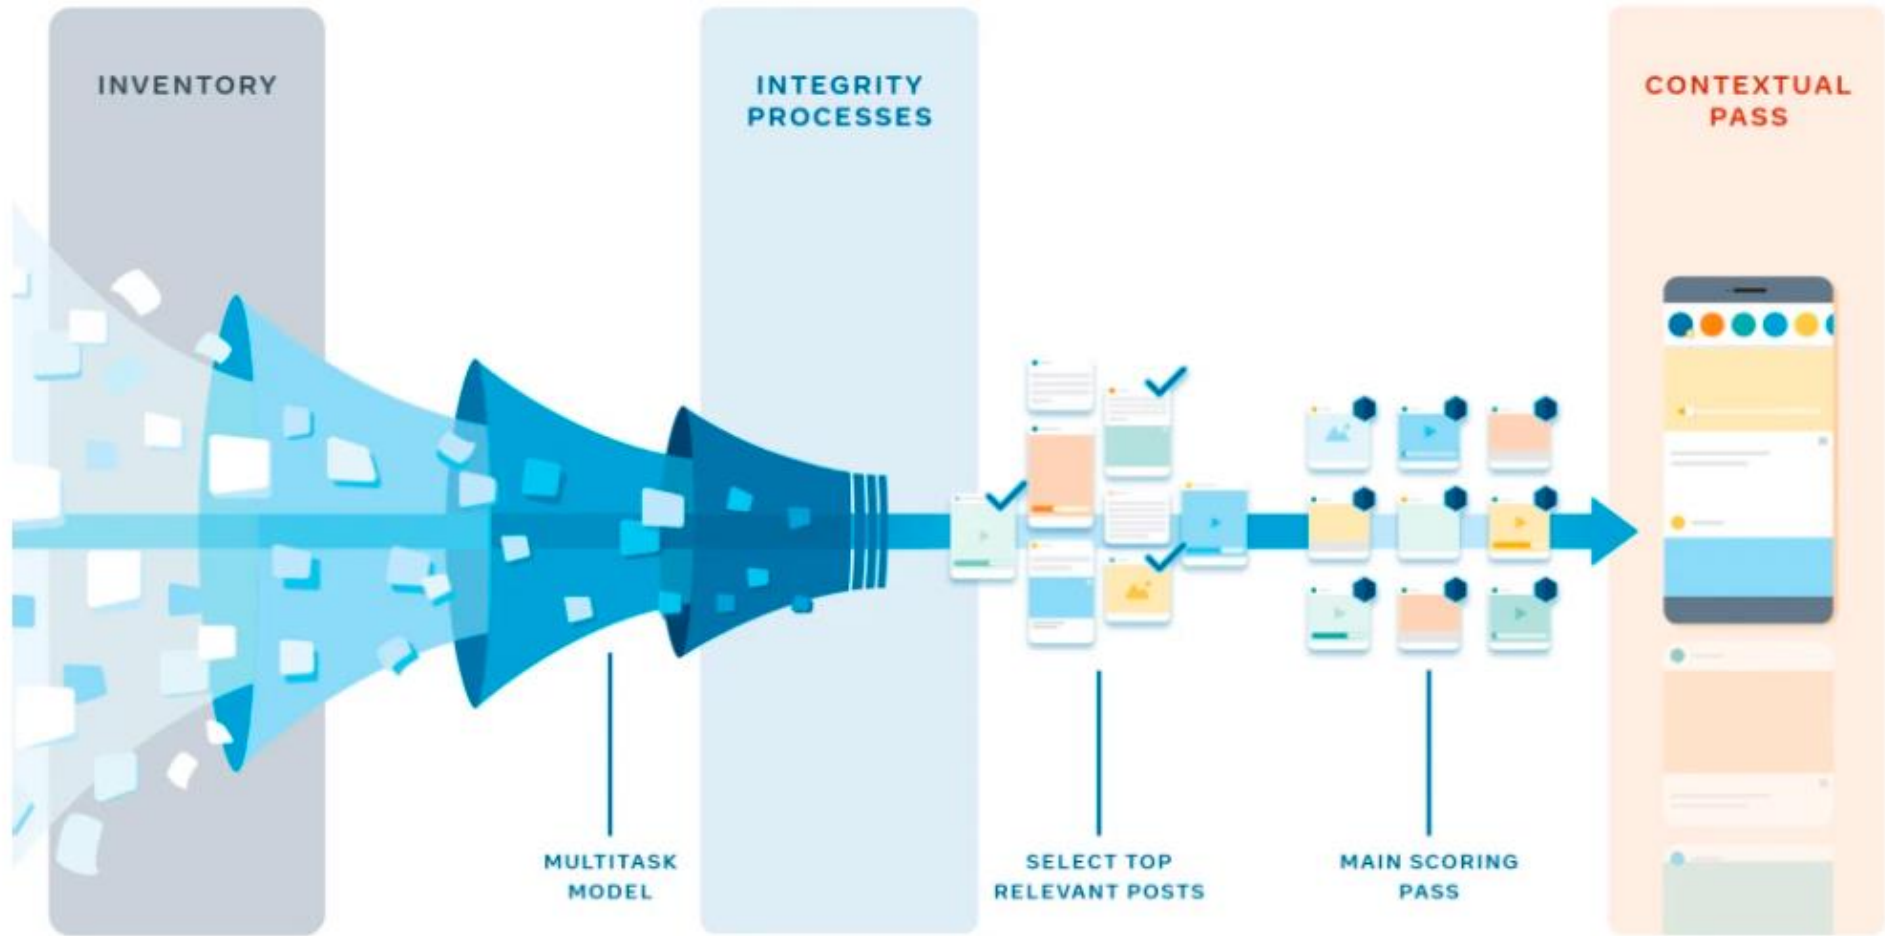 INVENTORY
INTEGRITY
PROCESSES
CONTEXTUAL
PASS
MULTITASK
MODEL
SELECT TOP
RELEVANT POSTS
MAIN SCORING
PASS